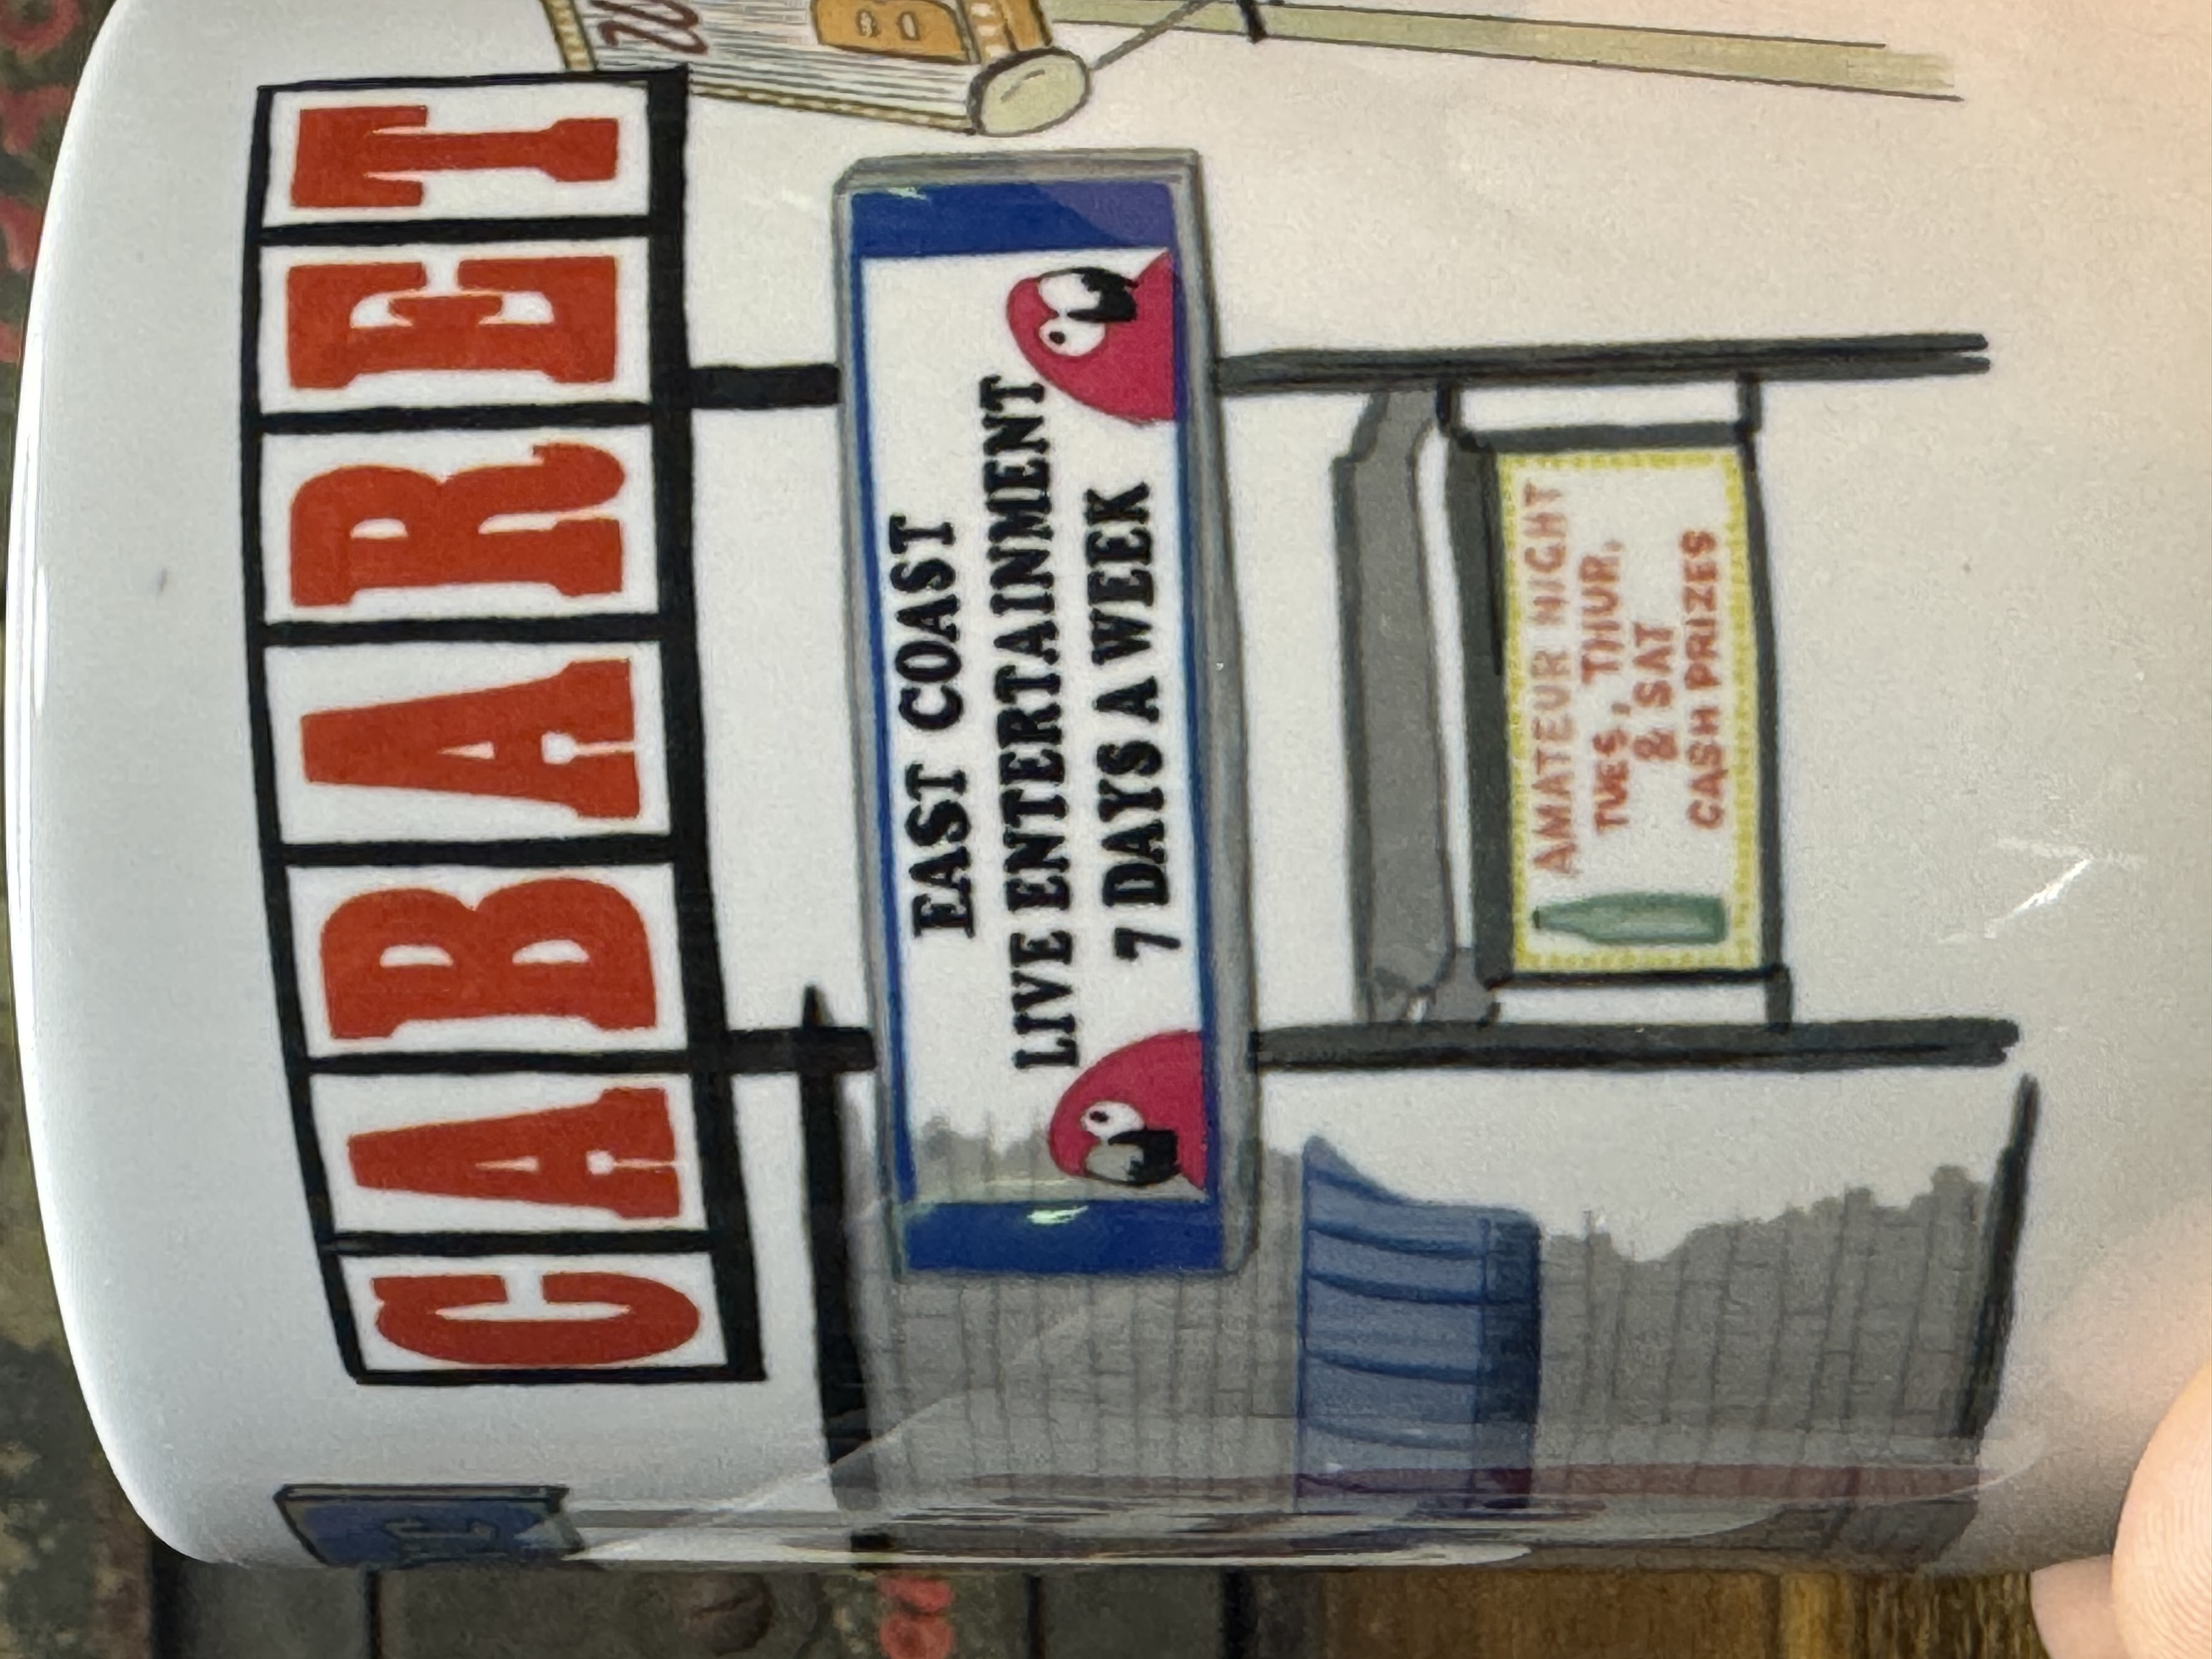 CABARET
EAST COAST
LIVE ENTERTAINMENT
7 DAYS A WEEK
AMATEUR NIGHT
TUES, THUR,
& SAT
CASH PRIZES